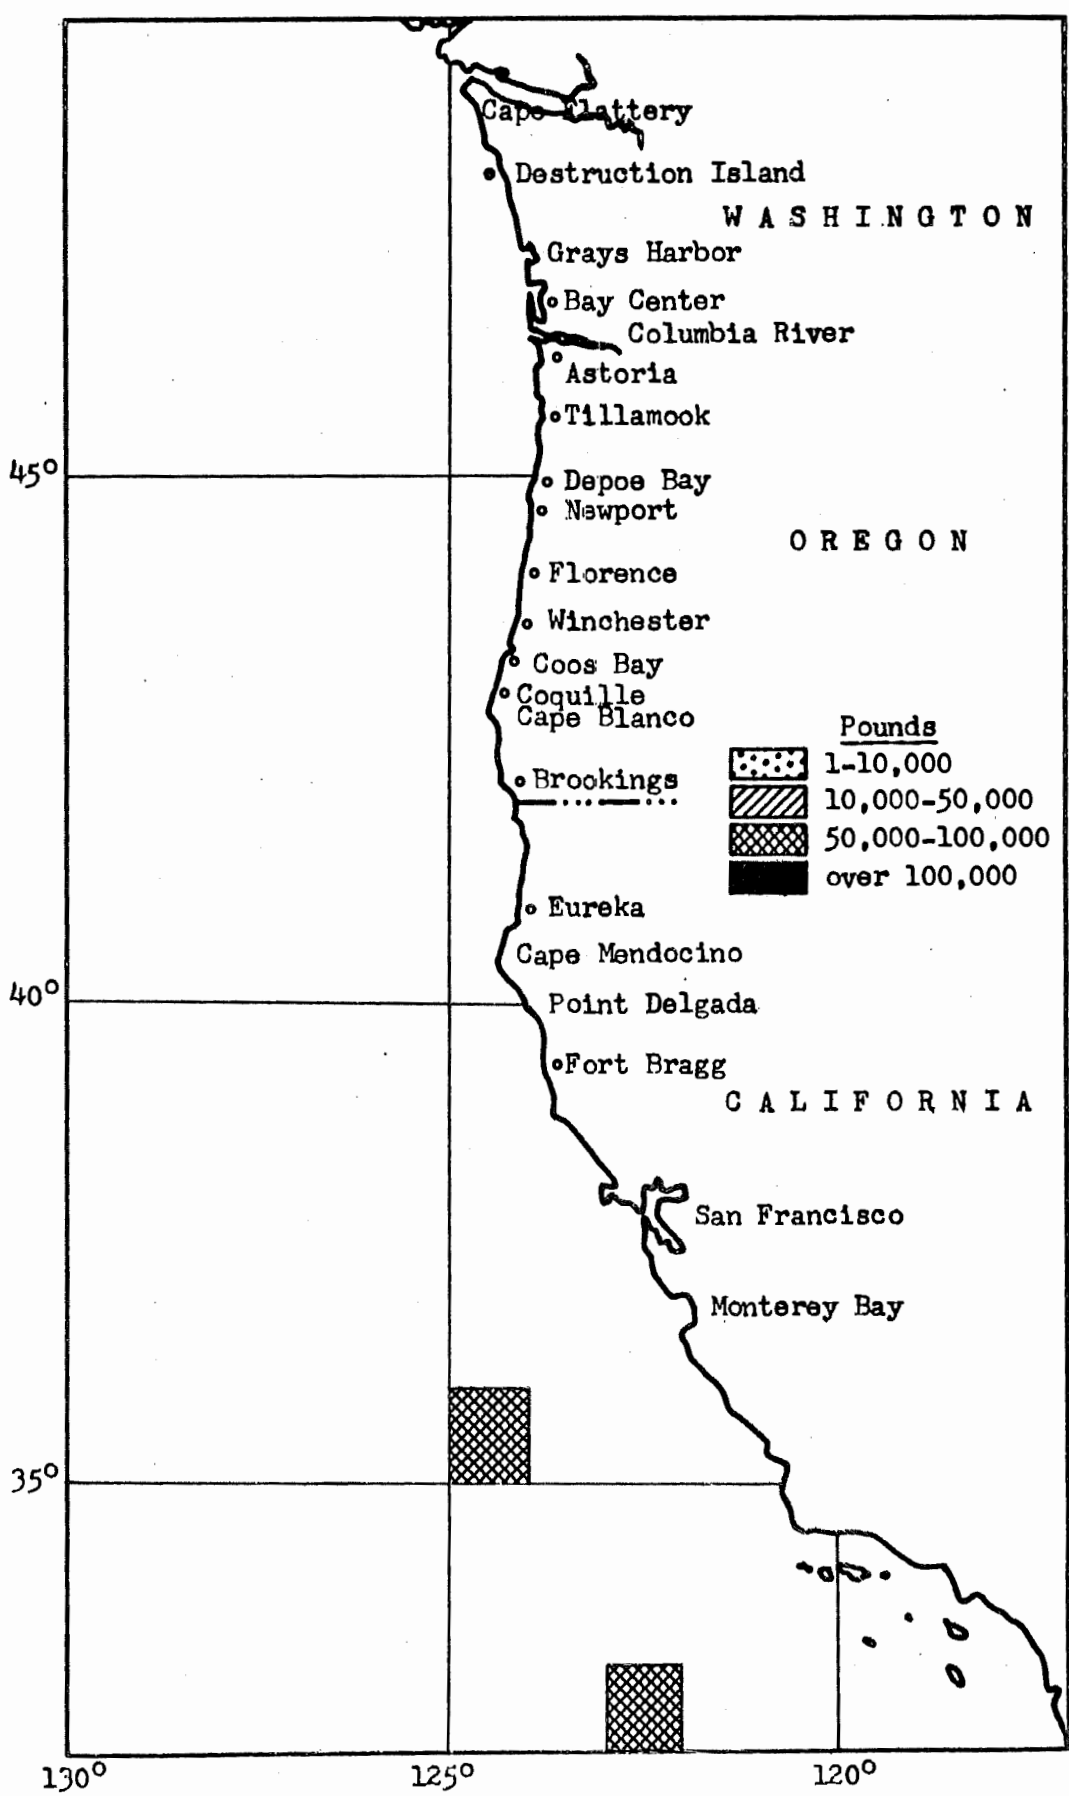 Cape Flattery
Destruction Island
WASHINGTON
Grays Harbor
Bay Center
Columbia River
Astoria
Tillamook
45°
Depoe Bay
Newport
OREGON
Florence
Winchester
Coos Bay
Coquille
Cape Blanco
Pounds
1-10,000
10,000-50,000
50,000-100,000
over 100,000
Brookings
Eureka
Cape Mendocino
40°
Point Delgada
Fort Bragg
CALIFORNIA
San Francisco
Monterey Bay
35°
130°
125°
120°